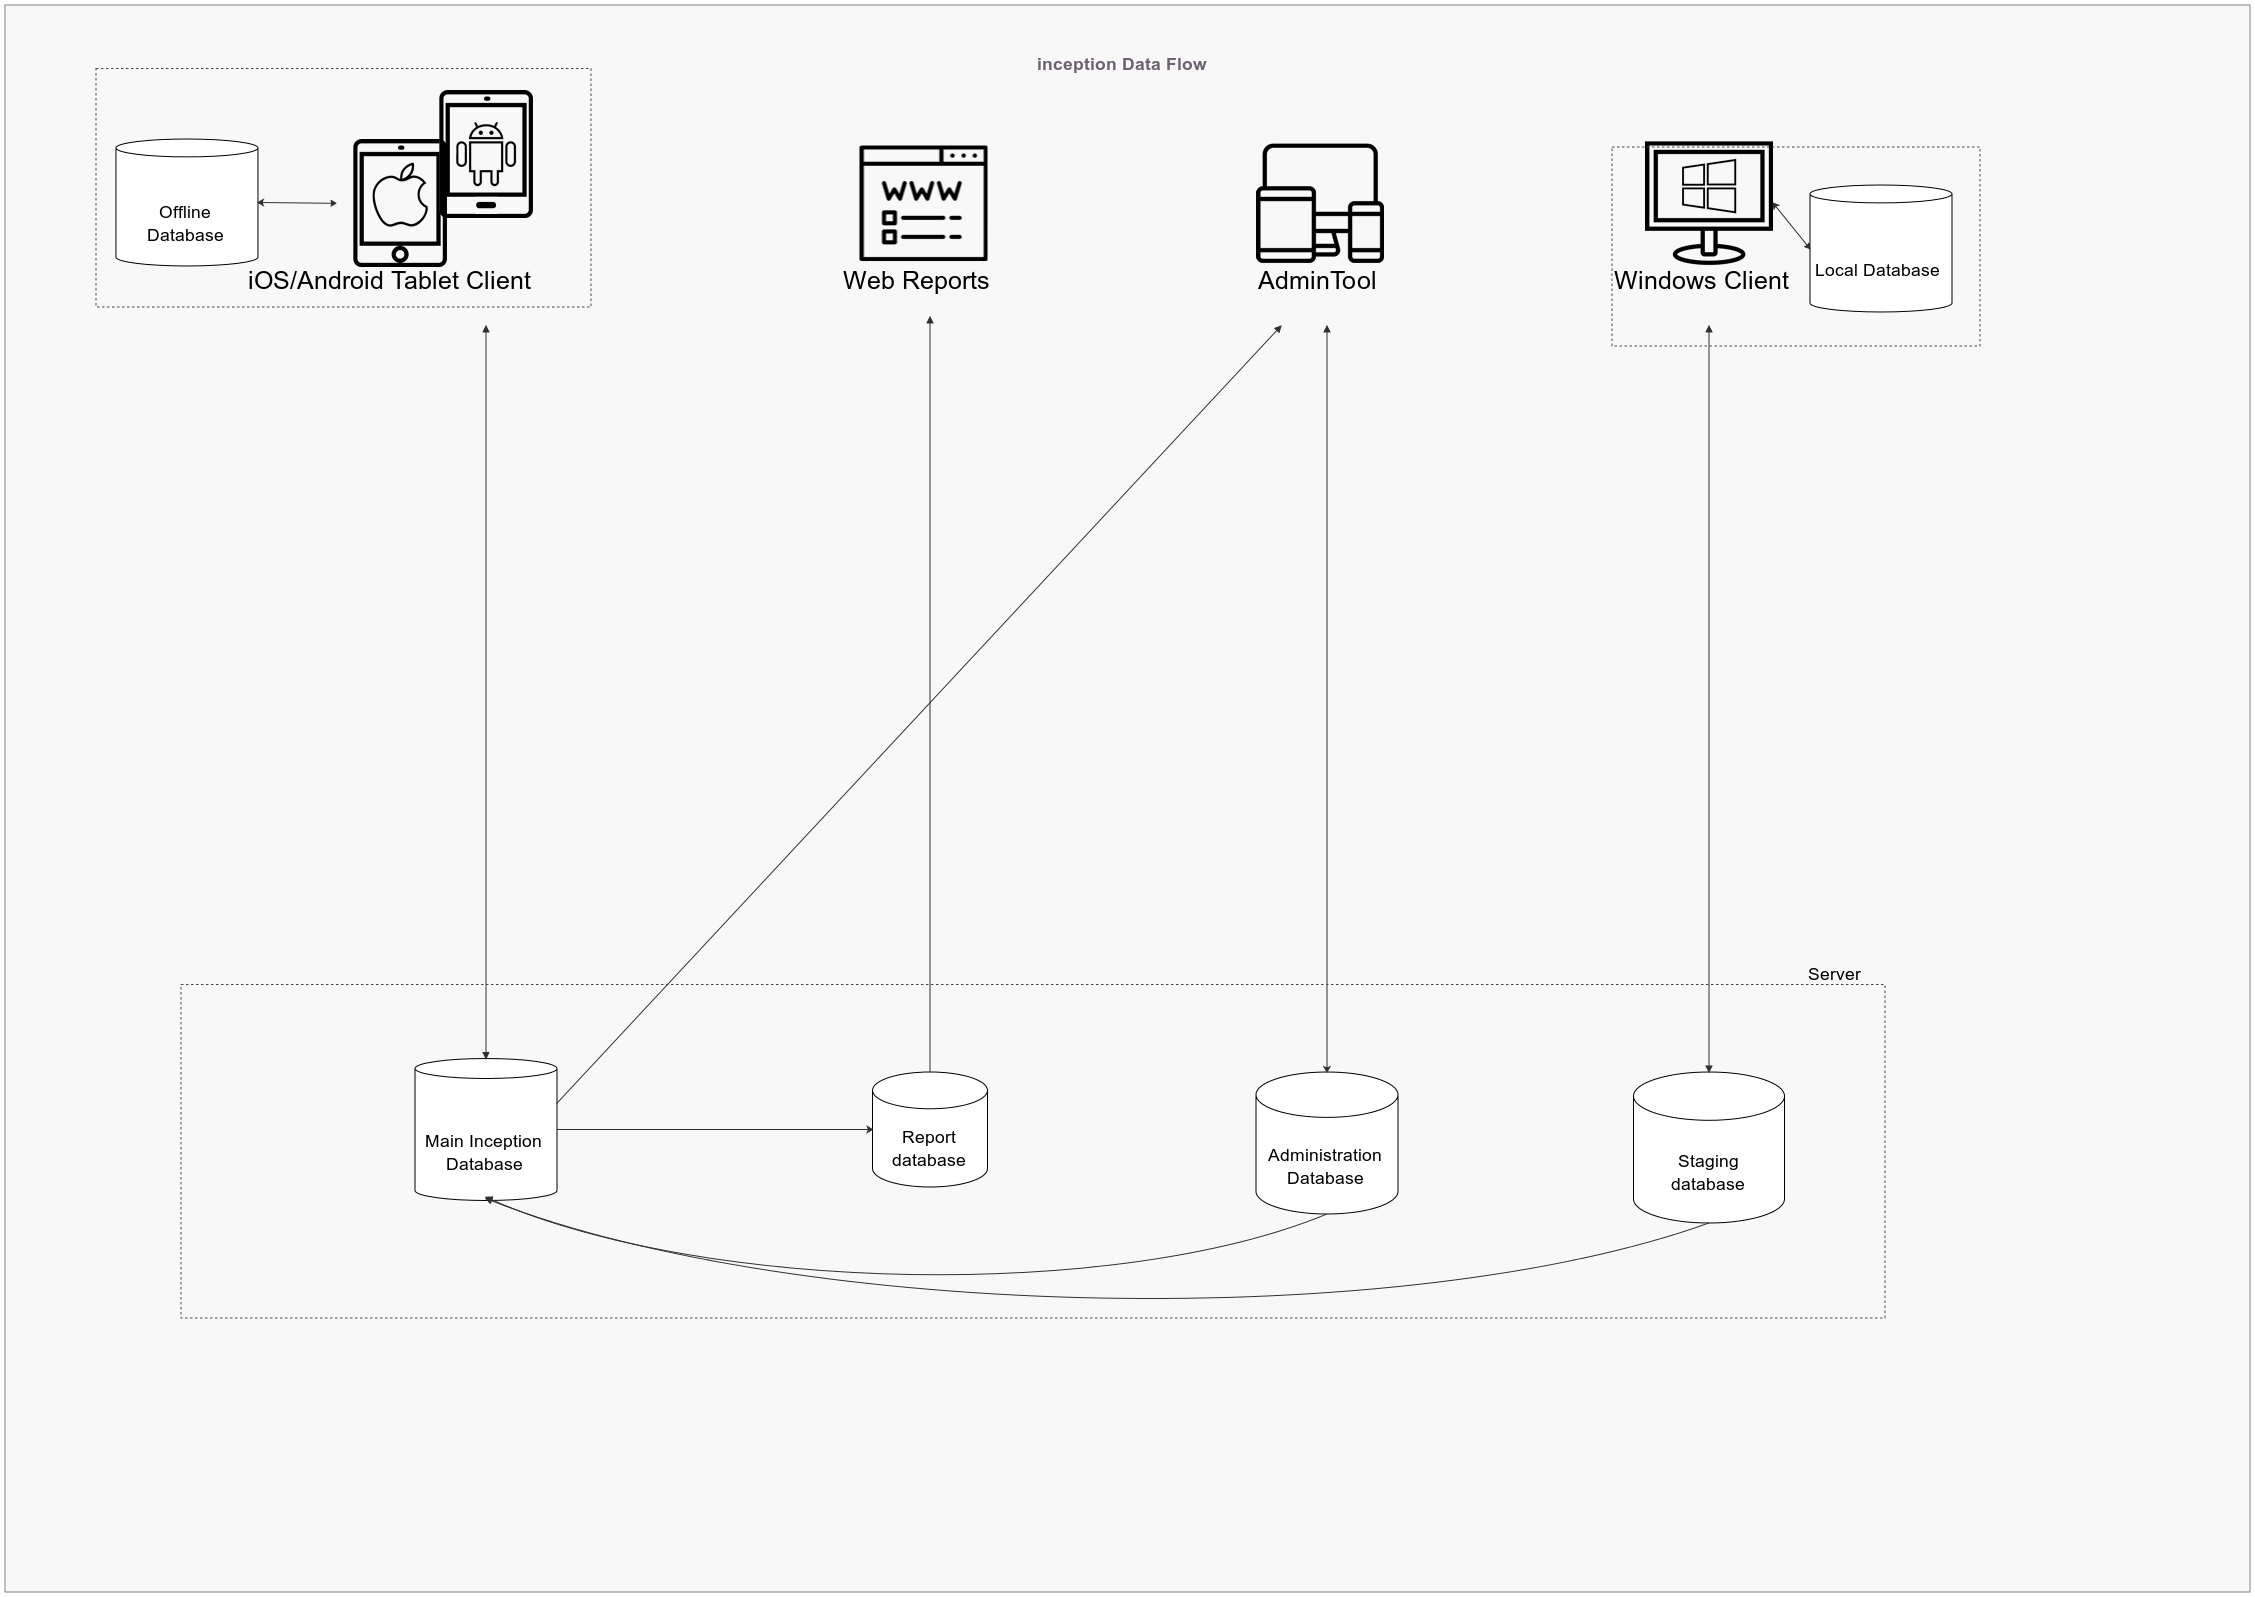 inception Data Flow
Offline
Database
iOS/Android Tablet Client
WWW
Web Reports
AdminTool
Windows Client
Local Database
Server
Main Inception
Database
Report
database
Administration
Database
Staging
database